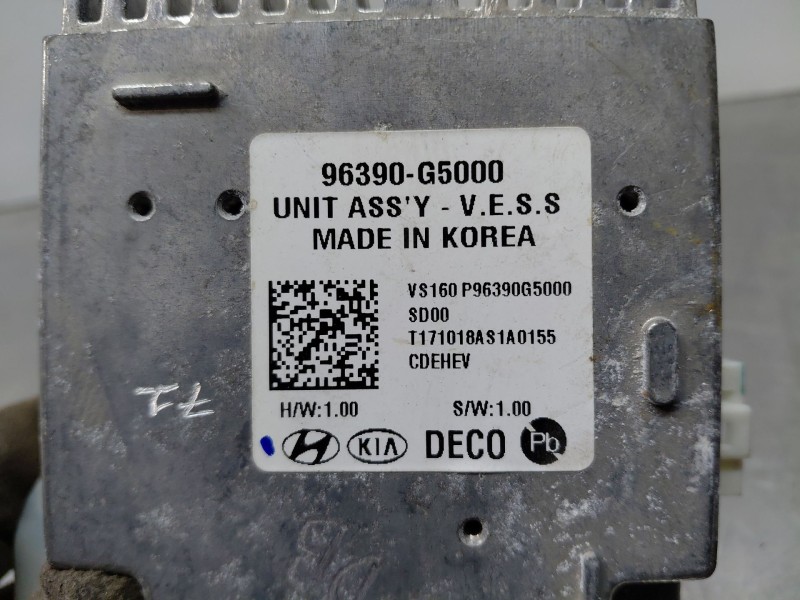 96390-G5000
UNIT ASS'Y - V.E.S.S
MADE IN KOREA
VS160 P96390G5000
SD00
T171018AS1A0155
CDEHEV
H/W:1.00 S/W:1.00
KIA DECO Pb